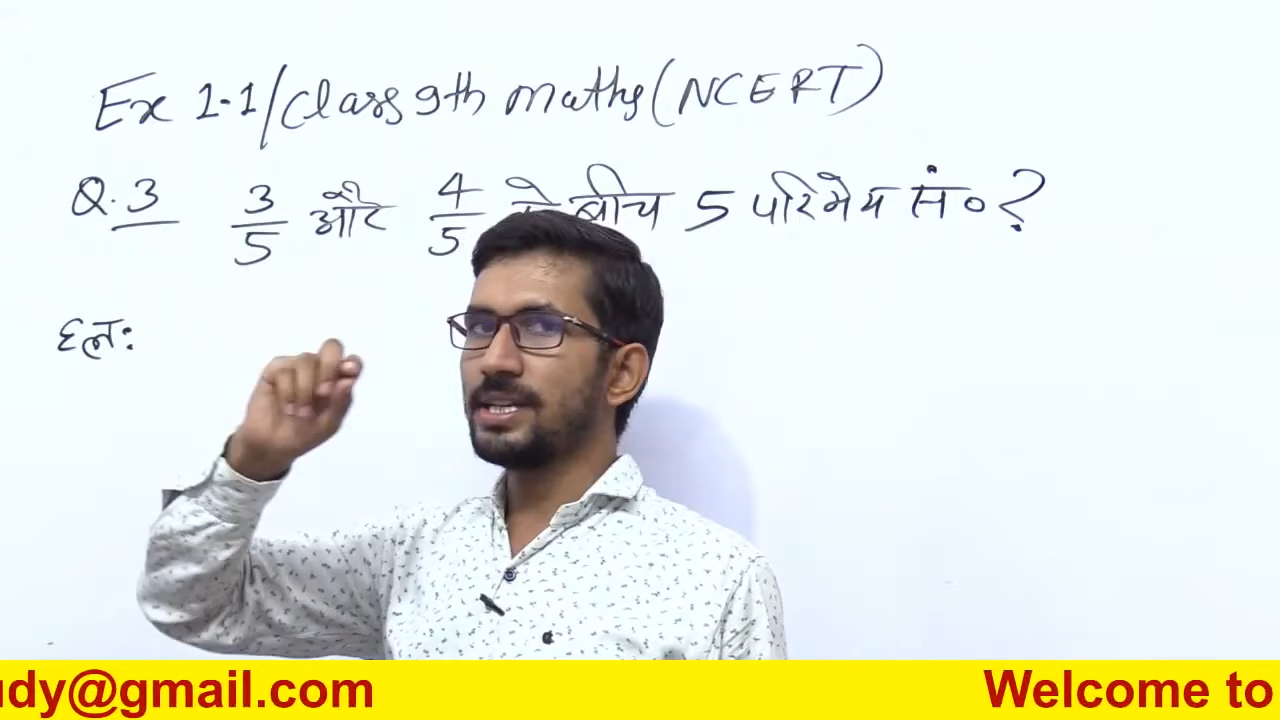 Ex 1.1/Class 9th maths (NCERT)
Q.3 3/5 और 4/5 के बीच 5 परिमेय सं० ?
हल:
udy@gmail.com Welcome to